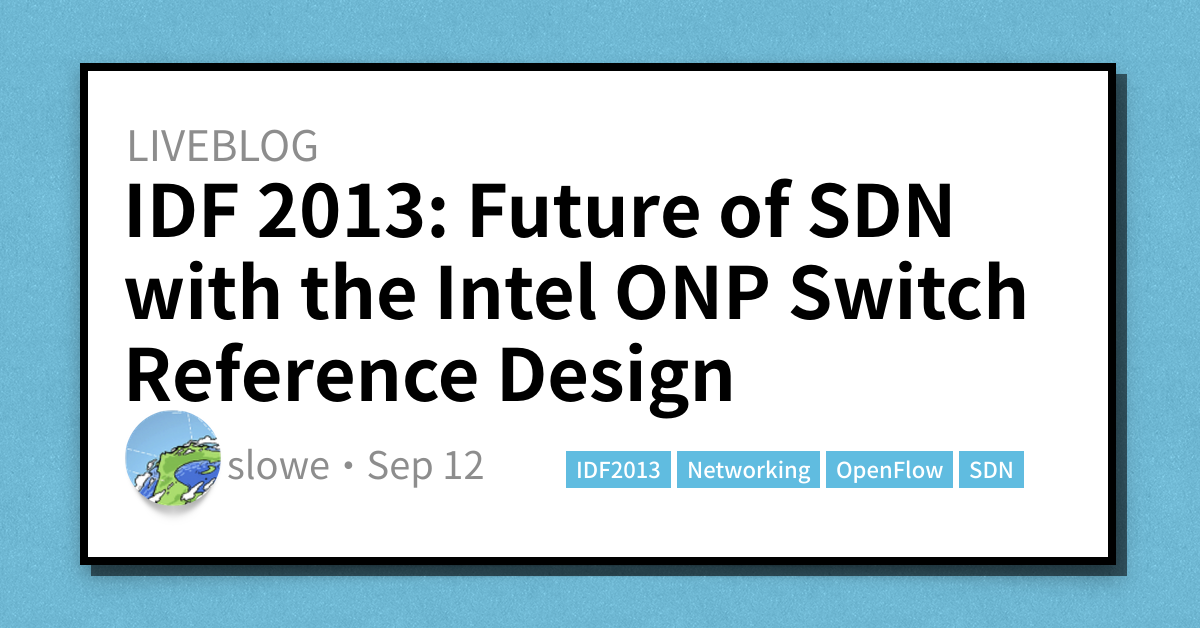 LIVEBLOG
IDF 2013: Future of SDN
with the Intel ONP Switch
Reference Design
slowe • Sep 12
IDF2013 Networking OpenFlow SDN